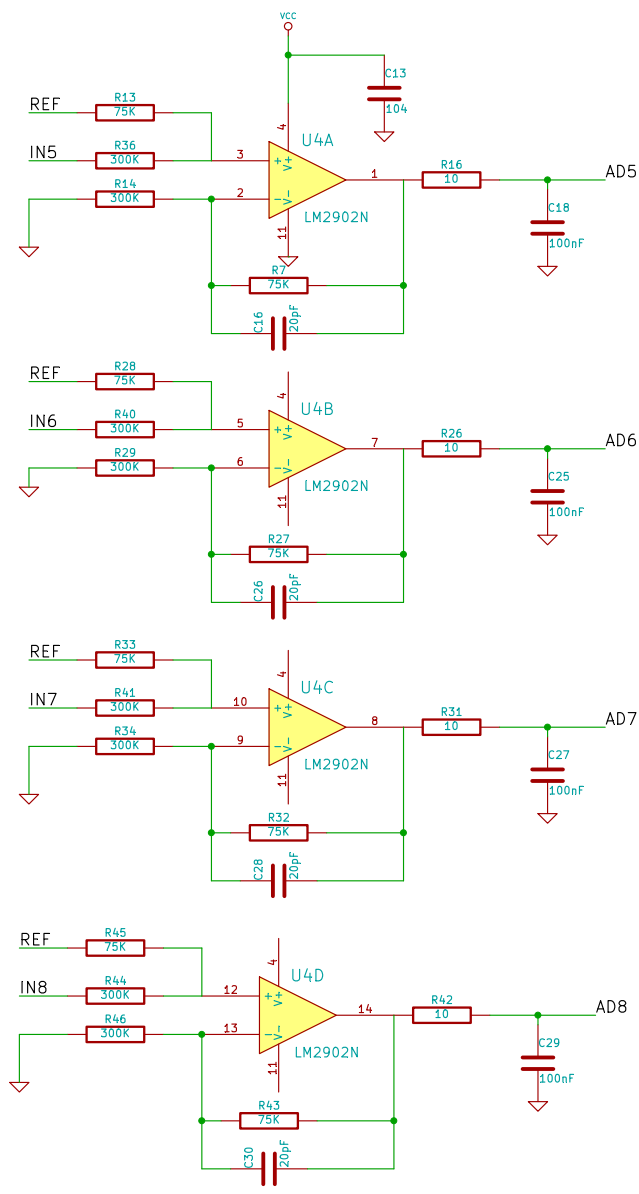 VCC
C13
104
R13
75K
REF
U4A
4
R36
300K
IN5
3
1
R16
10
AD5
R14
300K
2
+
V+
−
V-
LM2902N
11
C18
100nF
R7
75K
C16
20pF
R28
75K
REF
4
U4B
R40
300K
IN6
5
7
R26
10
AD6
R29
300K
6
+
V+
−
V-
LM2902N
11
C25
100nF
R27
75K
C26
20pF
R33
75K
REF
4
U4C
R41
300K
IN7
10
8
R31
10
AD7
R34
300K
9
+
V+
−
V-
LM2902N
11
C27
100nF
R32
75K
C28
20pF
R45
75K
REF
4
U4D
R44
300K
IN8
12
14
R42
10
AD8
R46
300K
13
+
V+
−
V-
LM2902N
11
C29
100nF
R43
75K
C30
20pF